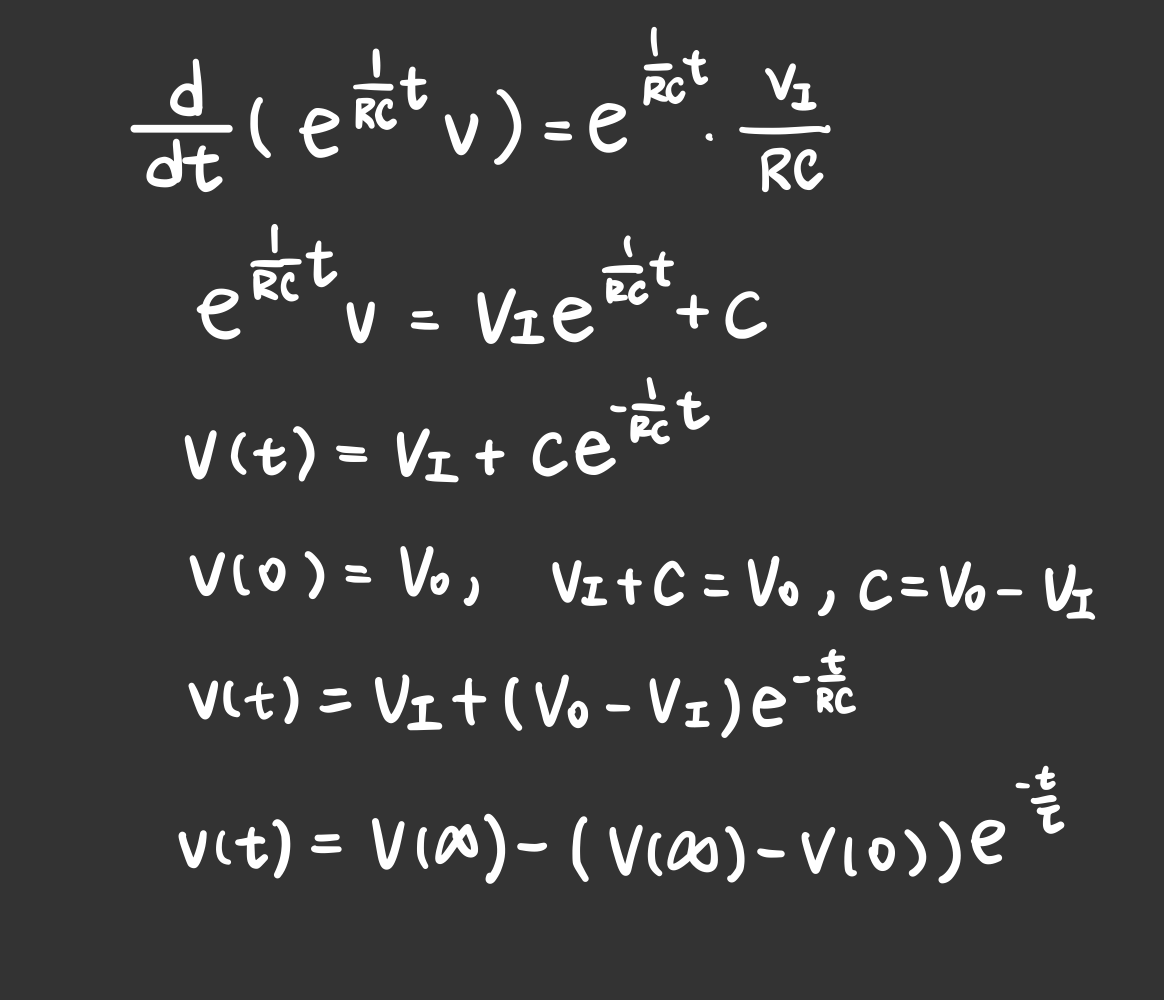 d/dt ( e^(1/RC t) v ) = e^(1/RC t) · V_I/RC
e^(1/RC t) v = V_I e^(1/RC t) + C
V(t) = V_I + Ce^(-1/RC t)
V(0) = V_0 , V_I + C = V_0 , C = V_0 - V_I
v(t) = V_I + (V_0 - V_I) e^(-t/RC)
v(t) = V(∞) - ( V(∞) - V(0) ) e^(-t/τ)